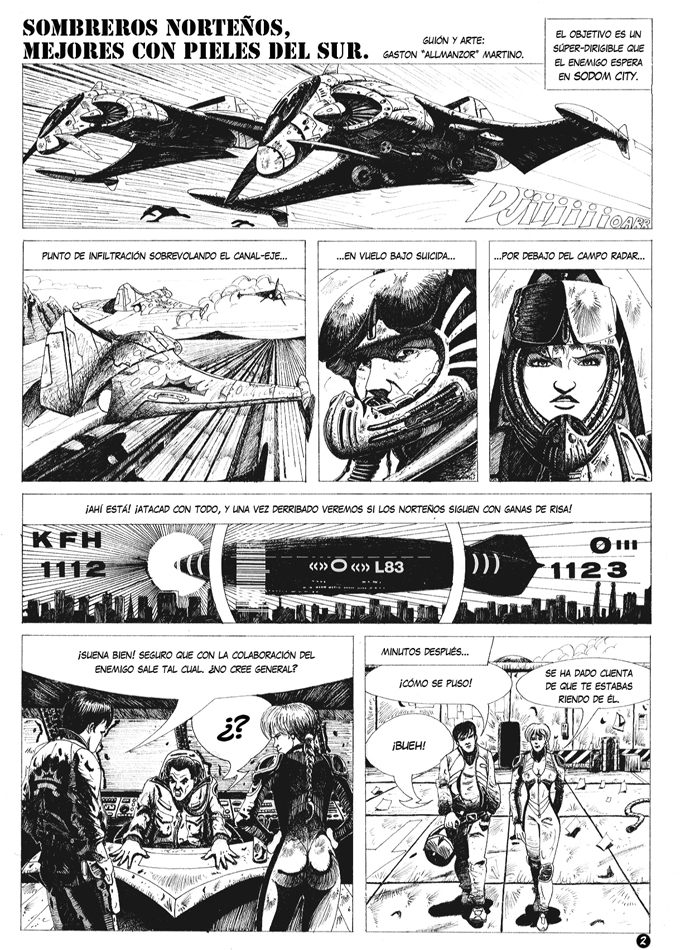 SOMBREROS NORTEÑOS,
MEJORES CON PIELES DEL SUR.
GUIÓN Y ARTE:
GASTON "ALLMANZOR" MARTINO.
EL OBJETIVO ES UN
SÚPER-DIRIGIBLE QUE
EL ENEMIGO ESPERA
EN SODOM CITY.
DjiiiiiiiOARR
PUNTO DE INFILTRACIÓN SOBREVOLANDO EL CANAL-EJE...
...EN VUELO BAJO SUICIDA...
...POR DEBAJO DEL CAMPO RADAR...
¡AHÍ ESTÁ! ¡ATACAD CON TODO, Y UNA VEZ DERRIBADO VEREMOS SI LOS NORTEÑOS SIGUEN CON GANAS DE RISA!
KFH
1112
«»O«» L83
0III
1123
¡SUENA BIEN! SEGURO QUE CON LA COLABORACIÓN DEL
ENEMIGO SALE TAL CUAL. ¿NO CREE GENERAL?
¿?
MINUTOS DESPUÉS...
¡CÓMO SE PUSO!
SE HA DADO CUENTA
DE QUE TE ESTABAS
RIENDO DE ÉL.
¡BUEH!
2